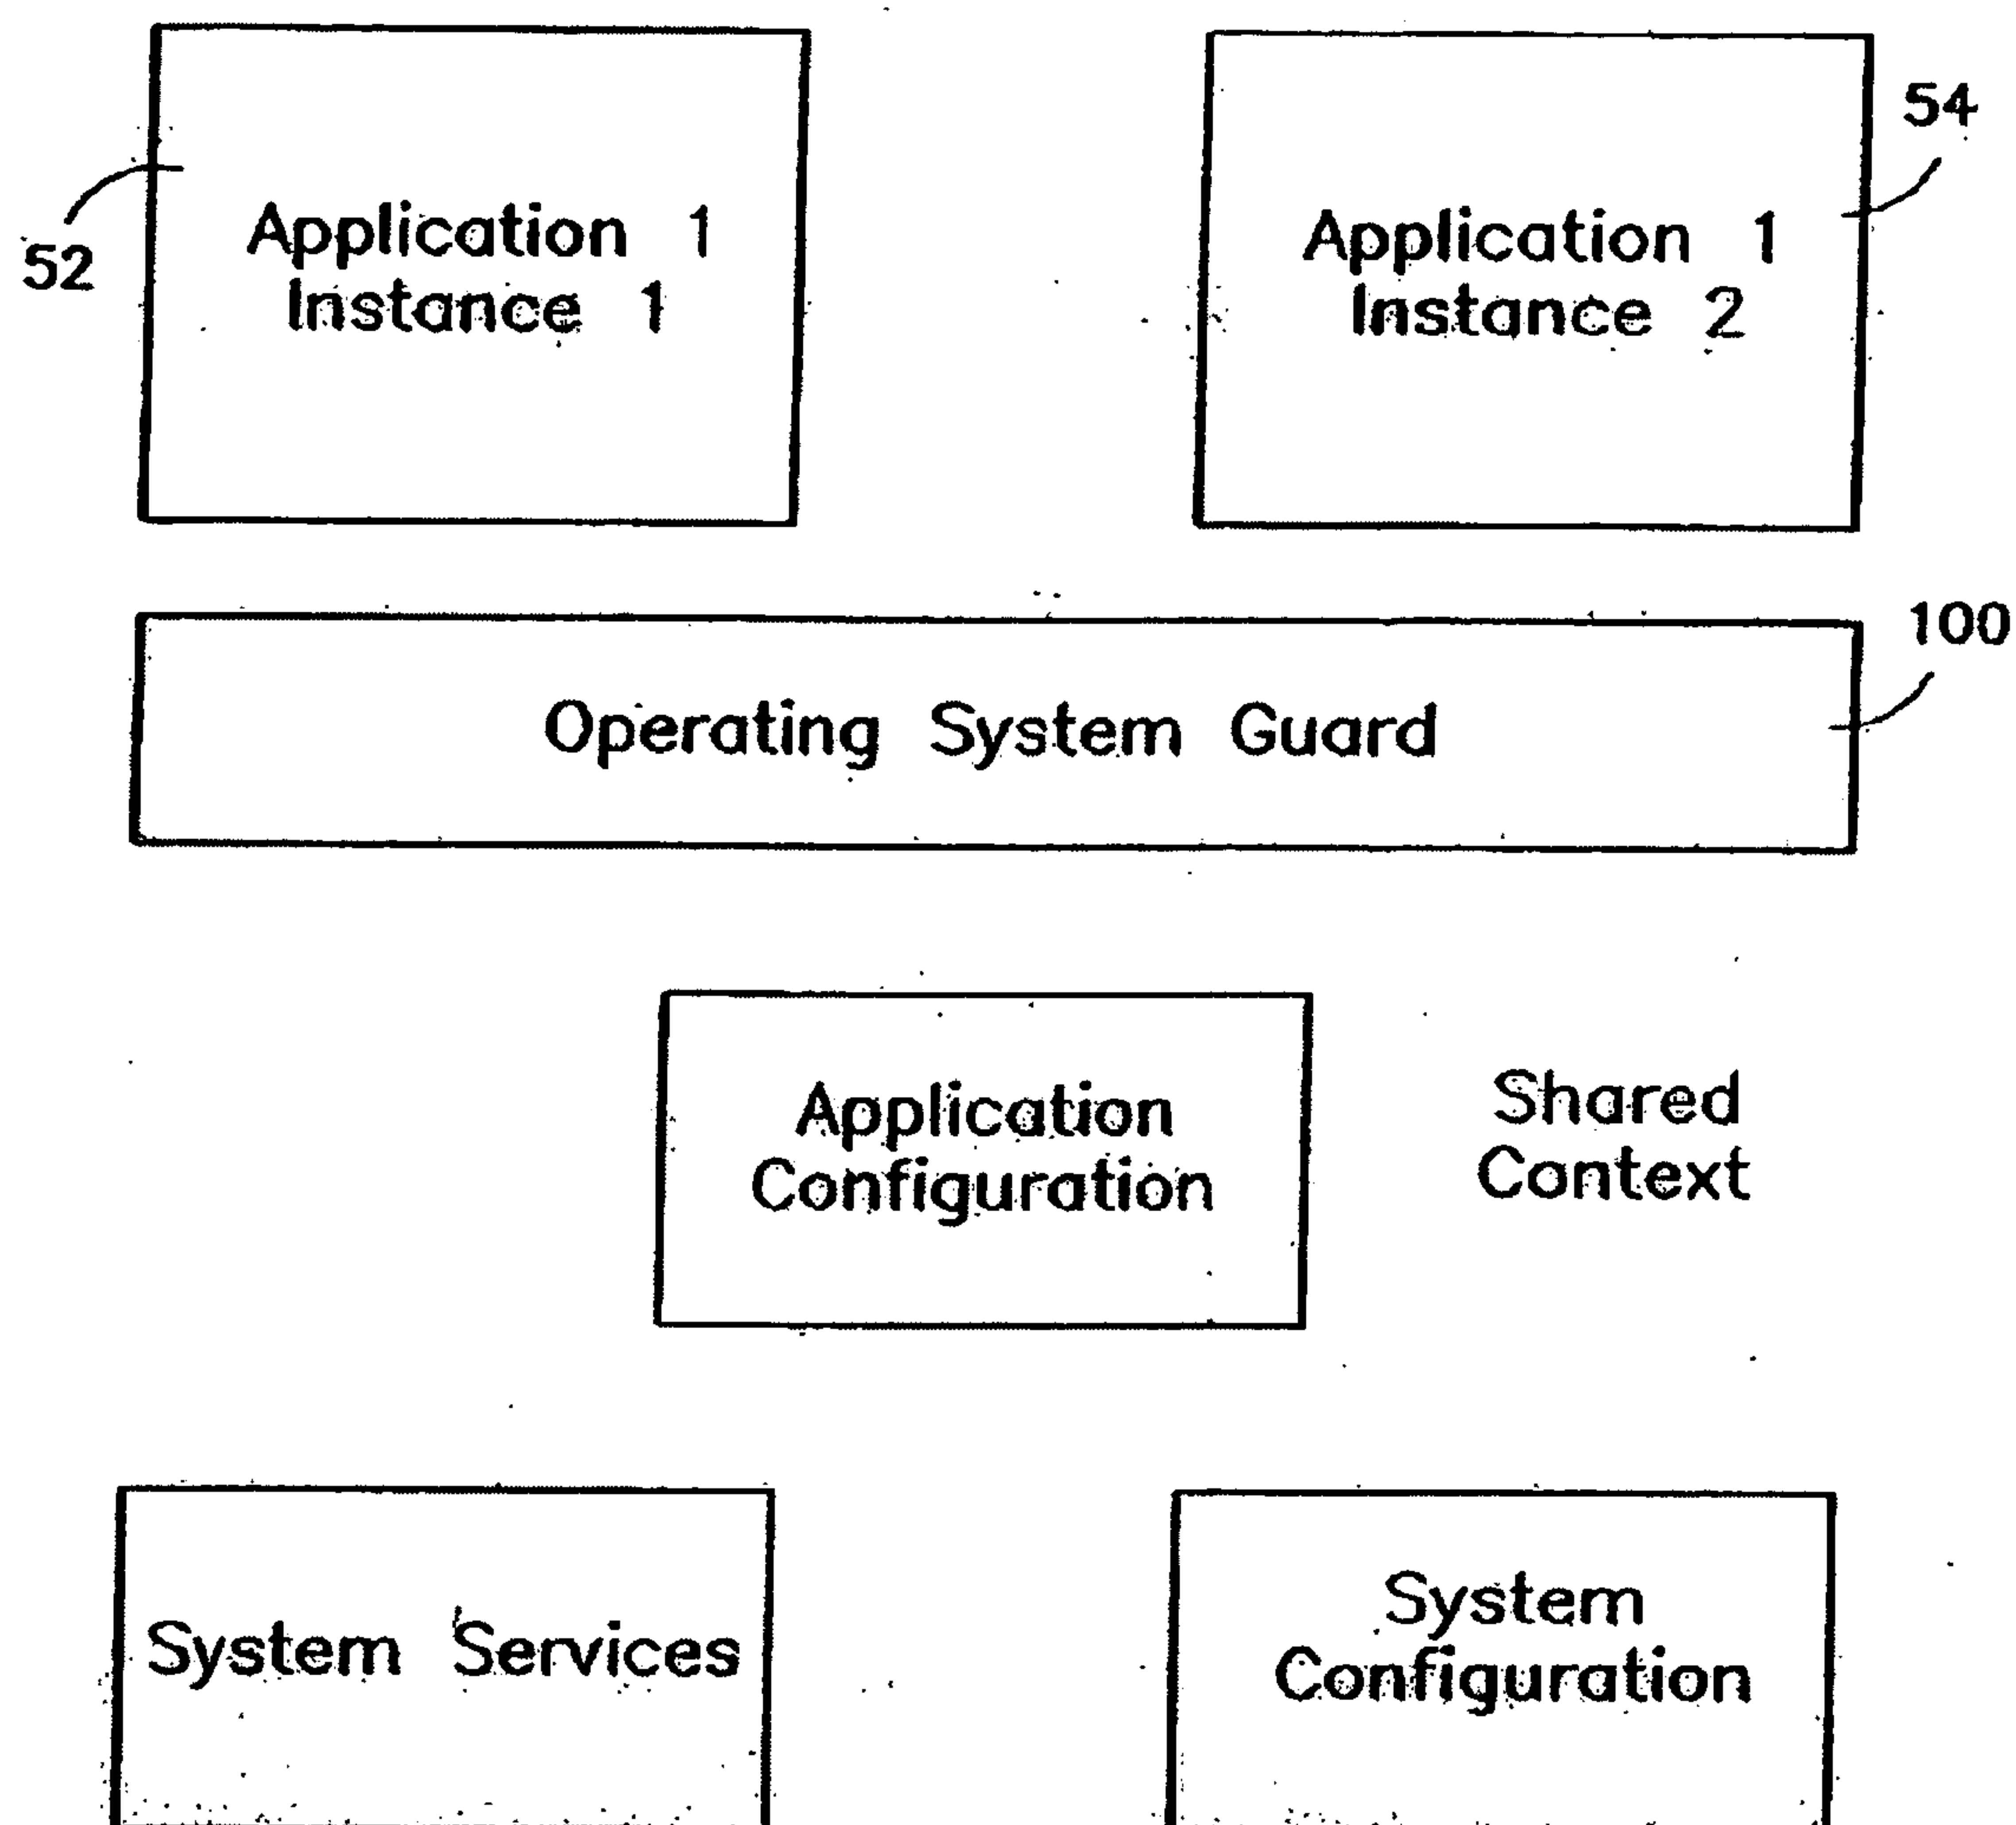 54
52
Application 1
Instance 1
Application 1
Instance 2
100
Operating System Guard
Application
Configuration
Shared
Context
System Services
System
Configuration